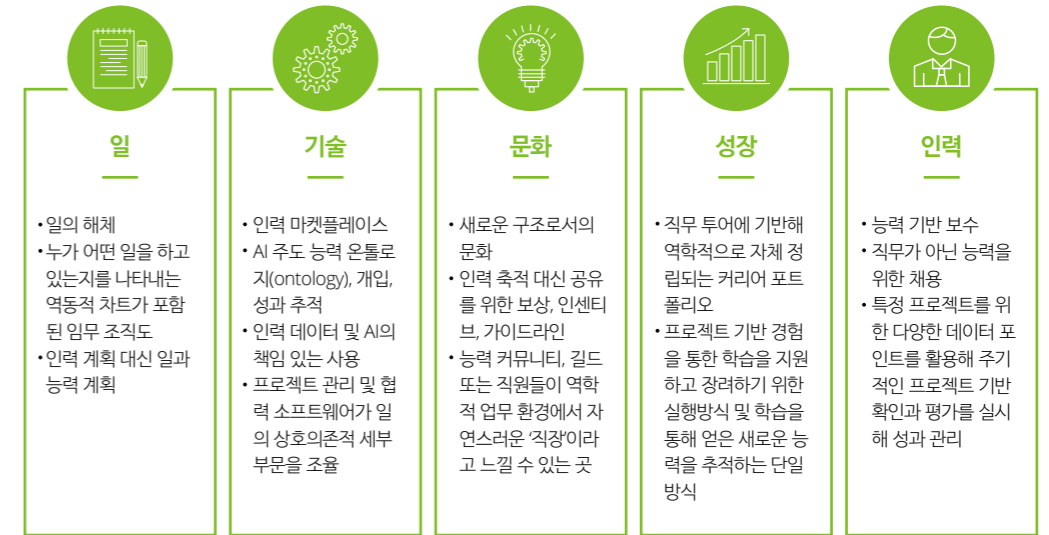 일
• 일의 해체
• 누가 어떤 일을 하고
있는지를 나타내는
역동적 차트가 포함
된 임무 조직도
• 인력 계획 대신 일과
능력 계획
기술
• 인력 마켓플레이스
• AI 주도 능력 온톨로
지(ontology), 개입,
성과 추적
• 인력 데이터 및 AI의
책임 있는 사용
• 프로젝트 관리 및 협
력 소프트웨어가 일
의 상호의존적 세부
부문을 조율
문화
• 새로운 구조로서의
문화
• 인력 축적 대신 공유
를 위한 보상, 인센티
브, 가이드라인
• 능력 커뮤니티, 길드
또는 직원들이 역학
적 업무 환경에서 자
연스러운 ‘직장’이라
고 느낄 수 있는 곳
성장
• 직무 투어에 기반해
역학적으로 자체 정
립되는 커리어 포트
폴리오
• 프로젝트 기반 경험
을 통한 학습을 지원
하고 장려하기 위한
실행방식 및 학습을
통해 얻은 새로운 능
력을 추적하는 단일
방식
인력
• 능력 기반 보수
• 직무가 아닌 능력을
위한 채용
• 특정 프로젝트를 위
한 다양한 데이터 포
인트를 활용해 주기
적인 프로젝트 기반
확인과 평가를 실시
해 성과 관리